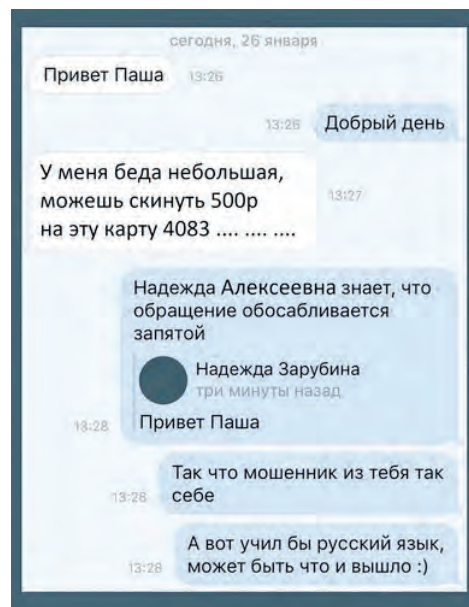 сегодня, 26 января
Привет Паша 13:26
13:26 Добрый день
У меня беда небольшая,
можешь скинуть 500р
на эту карту 4083 .... .... ....
13:27
Надежда Алексеевна знает, что
обращение обосабливается
запятой
Надежда Зарубина
три минуты назад
13:28 Привет Паша
Так что мошенник из тебя так
13:28 себе
А вот учил бы русский язык,
13:28 может быть что и вышло :)